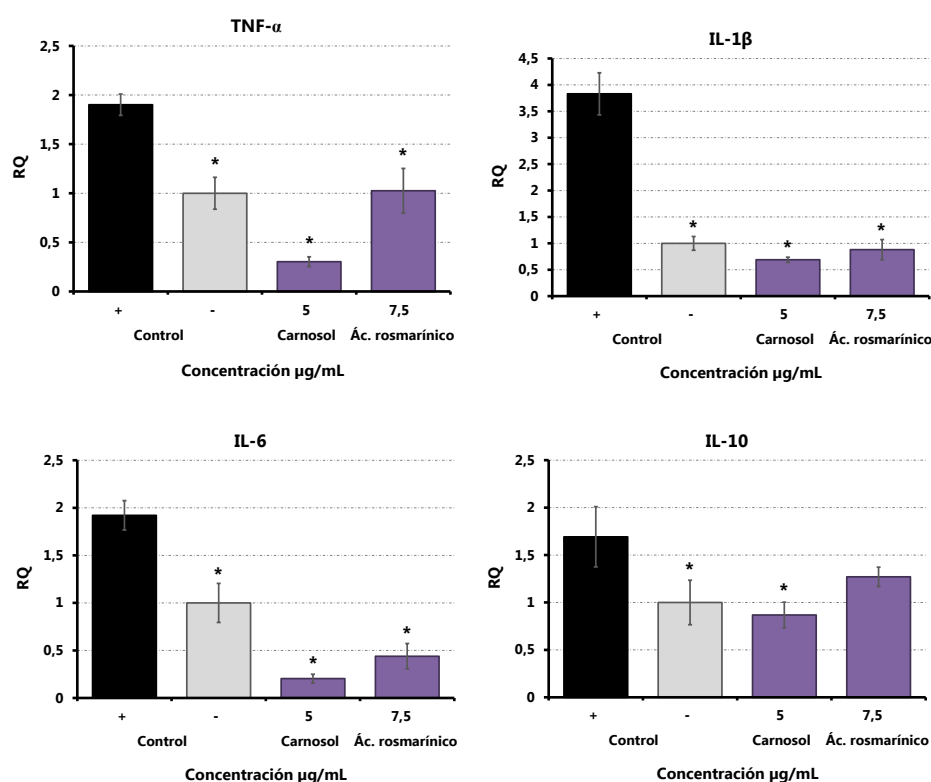 TNF-α
2,5
2
1,5
1
0,5
0
RQ
* * *
+ - 5 7,5
Control Carnosol Ác. rosmarínico
Concentración µg/mL
IL-1β
4,5
4
3,5
3
2,5
2
1,5
1
0,5
0
RQ
* * *
+ - 5 7,5
Control Carnosol Ác. rosmarínico
Concentración µg/mL
IL-6
2,5
2
1,5
1
0,5
0
RQ
* * *
+ - 5 7,5
Control Carnosol Ác. rosmarínico
Concentración µg/mL
IL-10
2,5
2
1,5
1
0,5
0
RQ
* *
+ - 5 7,5
Control Carnosol Ác. rosmarínico
Concentración µg/mL